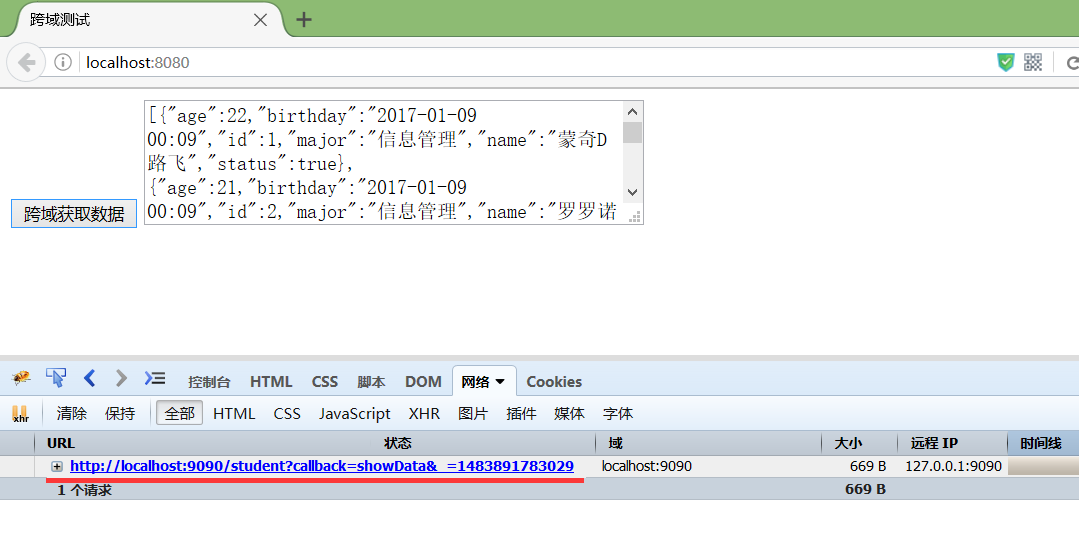 跨域测试
localhost:8080
[{"age":22,"birthday":"2017-01-09
00:09","id":1,"major":"信息管理","name":"蒙奇D
路飞","status":true},
{"age":21,"birthday":"2017-01-09
00:09","id":2,"major":"信息管理","name":"罗罗诺
跨域获取数据
控制台 HTML CSS 脚本 DOM 网络 Cookies
xhr 清除 保持 全部 HTML CSS JavaScript XHR 图片 插件 媒体 字体
URL 状态 域 大小 远程 IP 时间线
http://localhost:9090/student?callback=showData&_=1483891783029 localhost:9090 669 B 127.0.0.1:9090
1 个请求 669 B